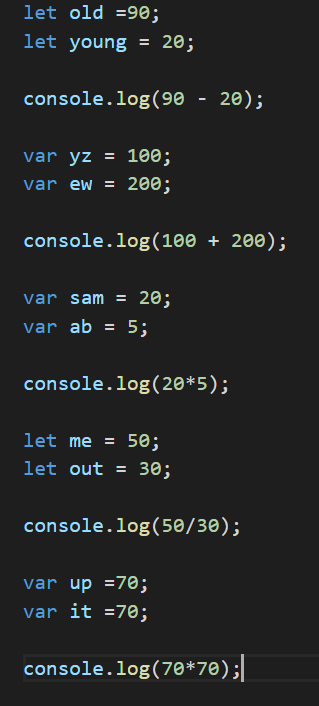 let old =90;
let young = 20;
console.log(90 - 20);
var yz = 100;
var ew = 200;
console.log(100 + 200);
var sam = 20;
var ab = 5;
console.log(20*5);
let me = 50;
let out = 30;
console.log(50/30);
var up =70;
var it =70;
console.log(70*70);